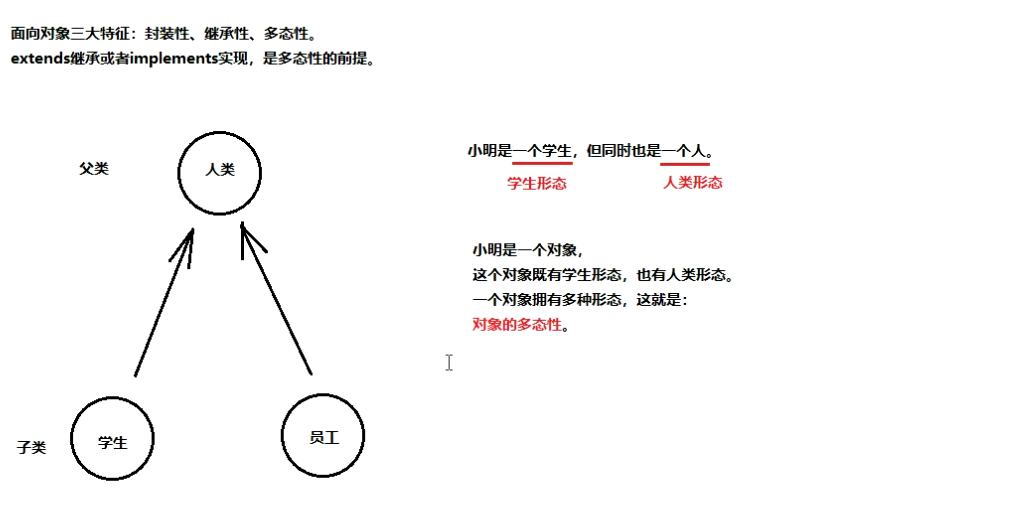 面向对象三大特征：封装性、继承性、多态性。
extends继承或者implements实现，是多态性的前提。
父类
人类
小明是一个学生，但同时也是一个人。
学生形态
人类形态
小明是一个对象，
这个对象既有学生形态，也有人类形态。
一个对象拥有多种形态，这就是：
对象的多态性。
子类
学生
员工